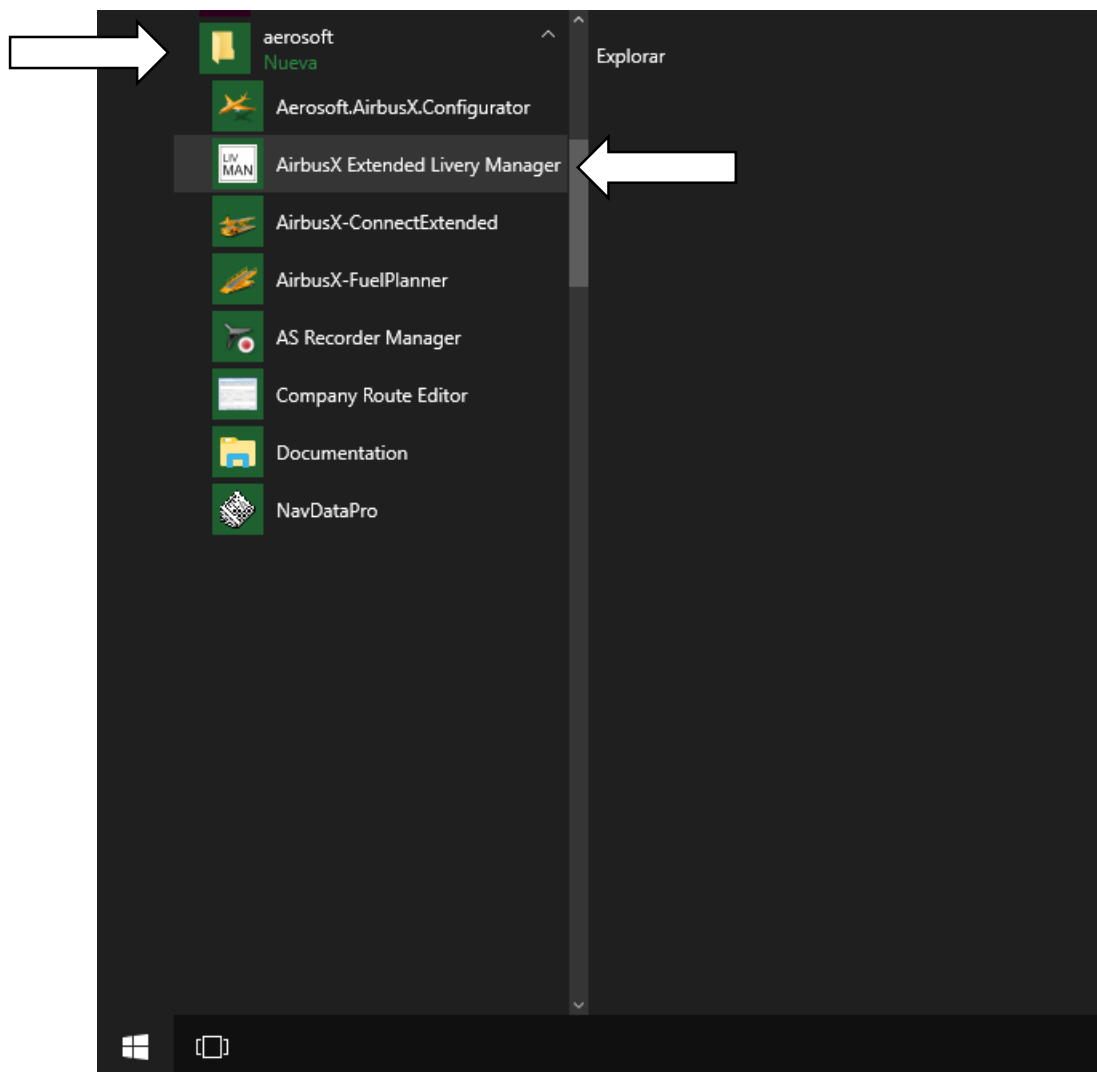 aerosoft
Nueva
Explorar
Aerosoft.AirbusX.Configurator
LIV
MAN
AirbusX Extended Livery Manager
AirbusX-ConnectExtended
AirbusX-FuelPlanner
AS Recorder Manager
Company Route Editor
Documentation
NavDataPro